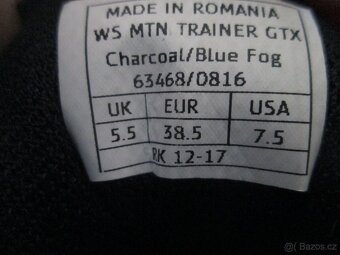 MADE IN ROMANIA
WS MTN TRAINER GTX
Charcoal/Blue Fog
63468/0816
UK EUR USA
5.5 38.5 7.5
RK 12-17
Bazos.cz